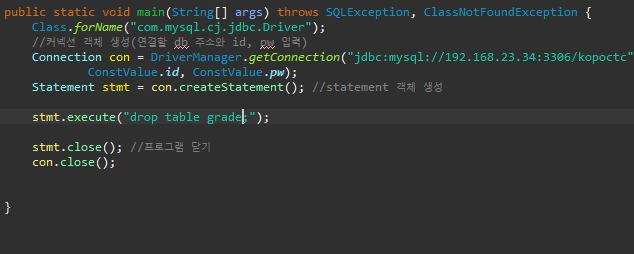 public static void main(String[] args) throws SQLException, ClassNotFoundException {
Class.forName("com.mysql.cj.jdbc.Driver");
//커넥션 객체 생성(연결할 db 주소와 id, pw 입력)
Connection con = DriverManager.getConnection("jdbc:mysql://192.168.23.34:3306/kopoctc"
ConstValue.id, ConstValue.pw);
Statement stmt = con.createStatement(); //statement 객체 생성
stmt.execute("drop table grade;");
stmt.close(); //프로그램 닫기
con.close();
}